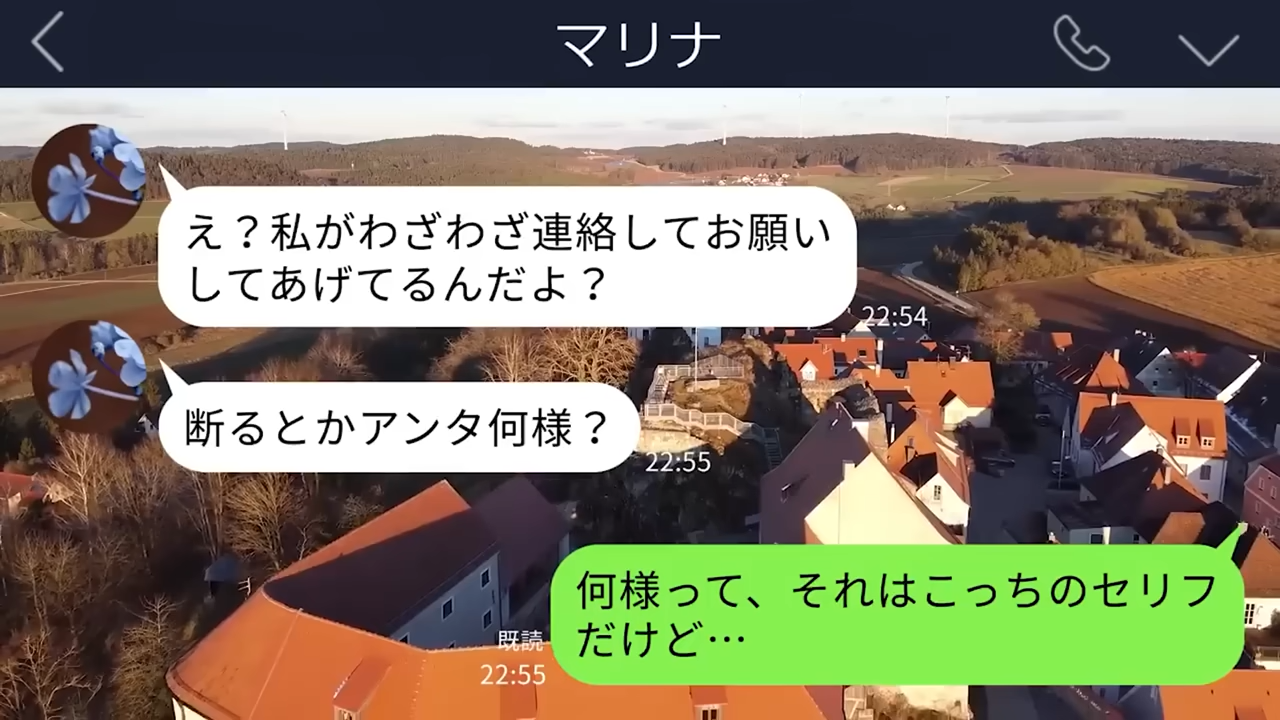 マリナ
え？私がわざわざ連絡してお願い
してあげてるんだよ？
22:54
断るとかアンタ何様？
22:55
何様って、それはこっちのセリフ
だけど…
既読
22:55